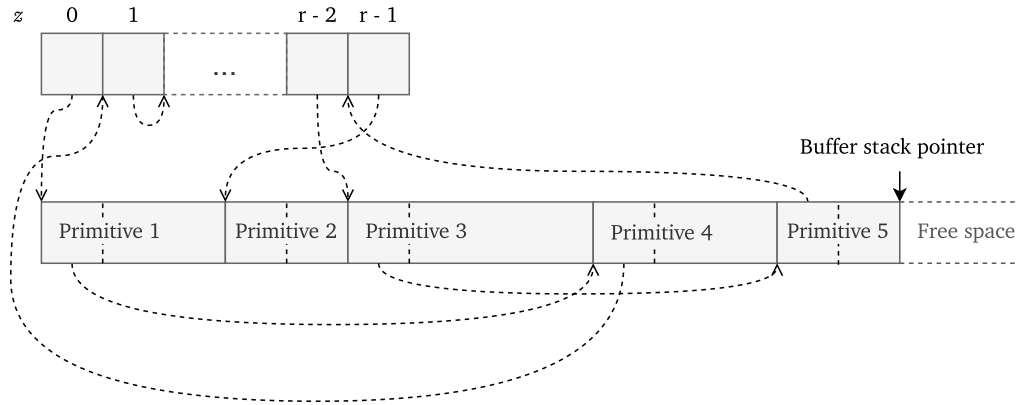 z 0 1 r - 2 r - 1
...
Buffer stack pointer
Primitive 1 Primitive 2 Primitive 3 Primitive 4 Primitive 5 Free space